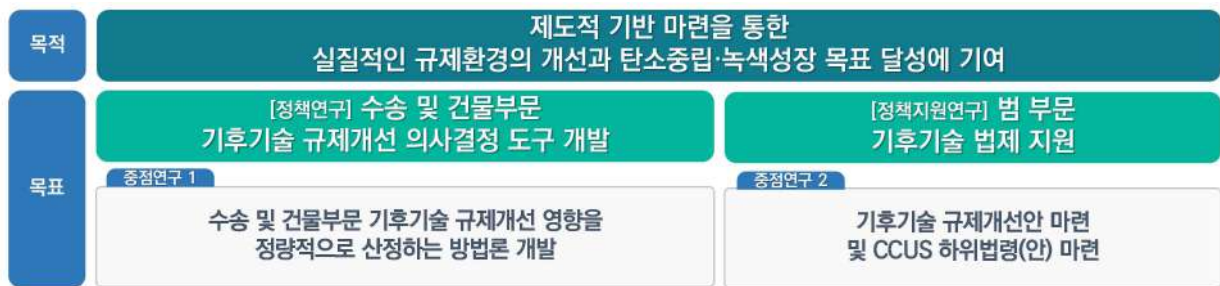 목적
제도적 기반 마련을 통한
실질적인 규제환경의 개선과 탄소중립·녹색성장 목표 달성에 기여
목표
[정책연구] 수송 및 건물부문
기후기술 규제개선 의사결정 도구 개발
중점연구 1
수송 및 건물부문 기후기술 규제개선 영향을
정량적으로 산정하는 방법론 개발
[정책지원연구] 범 부문
기후기술 법제 지원
중점연구 2
기후기술 규제개선안 마련
및 CCUS 하위법령(안) 마련